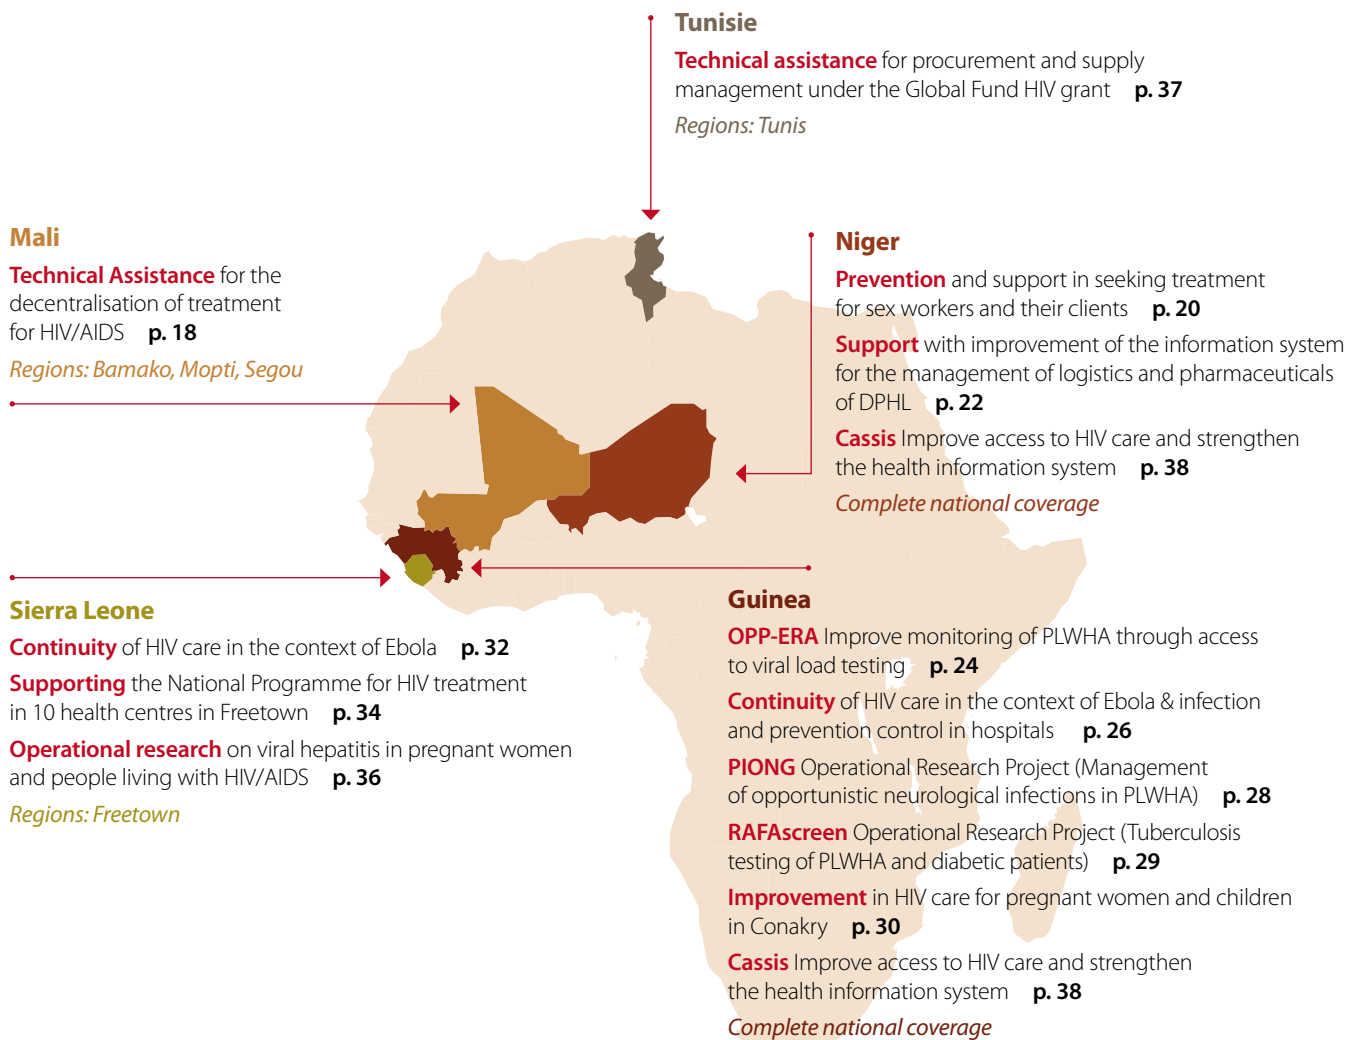 Tunisie
Technical assistance for procurement and supply
management under the Global Fund HIV grant p. 37
Regions: Tunis
Mali
Technical Assistance for the
decentralisation of treatment
for HIV/AIDS p. 18
Regions: Bamako, Mopti, Segou
Niger
Prevention and support in seeking treatment
for sex workers and their clients p. 20
Support with improvement of the information system
for the management of logistics and pharmaceuticals
of DPHL p. 22
Cassis Improve access to HIV care and strengthen
the health information system p. 38
Complete national coverage
Sierra Leone
Continuity of HIV care in the context of Ebola p. 32
Supporting the National Programme for HIV treatment
in 10 health centres in Freetown p. 34
Operational research on viral hepatitis in pregnant women
and people living with HIV/AIDS p. 36
Regions: Freetown
Guinea
OPP-ERA Improve monitoring of PLWHA through access
to viral load testing p. 24
Continuity of HIV care in the context of Ebola & infection
and prevention control in hospitals p. 26
PIONG Operational Research Project (Management
of opportunistic neurological infections in PLWHA) p. 28
RAFAscreen Operational Research Project (Tuberculosis
testing of PLWHA and diabetic patients) p. 29
Improvement in HIV care for pregnant women and children
in Conakry p. 30
Cassis Improve access to HIV care and strengthen
the health information system p. 38
Complete national coverage